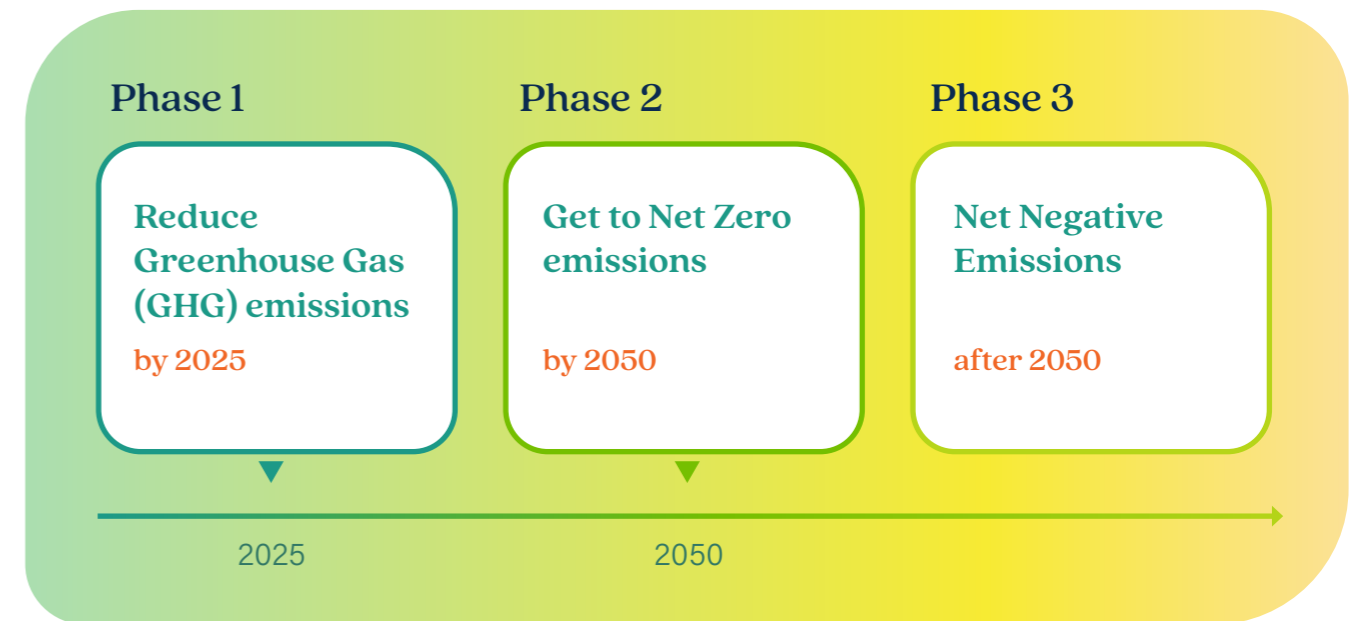 Phase 1
Reduce
Greenhouse Gas
(GHG) emissions
by 2025
Phase 2
Get to Net Zero
emissions
by 2050
Phase 3
Net Negative
Emissions
after 2050
2025
2050